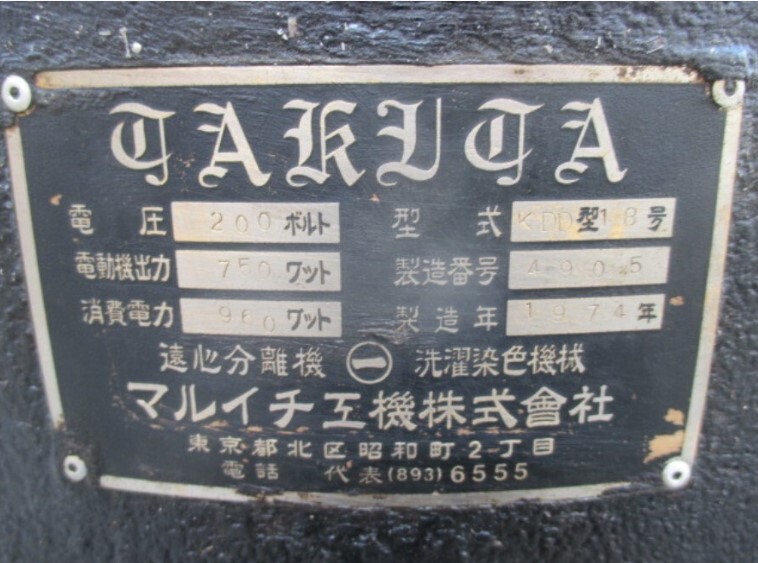 TAKITA
電圧 200ボルト 型式 KDD型18号
電動機出力 750ワット 製造番号 4905
消費電力 960ワット 製造年 1974年
遠心分離機 ㊀ 洗濯染色機械
マルイチ工機株式會社
東京都北区昭和町2丁目
電話 代表(893)6555